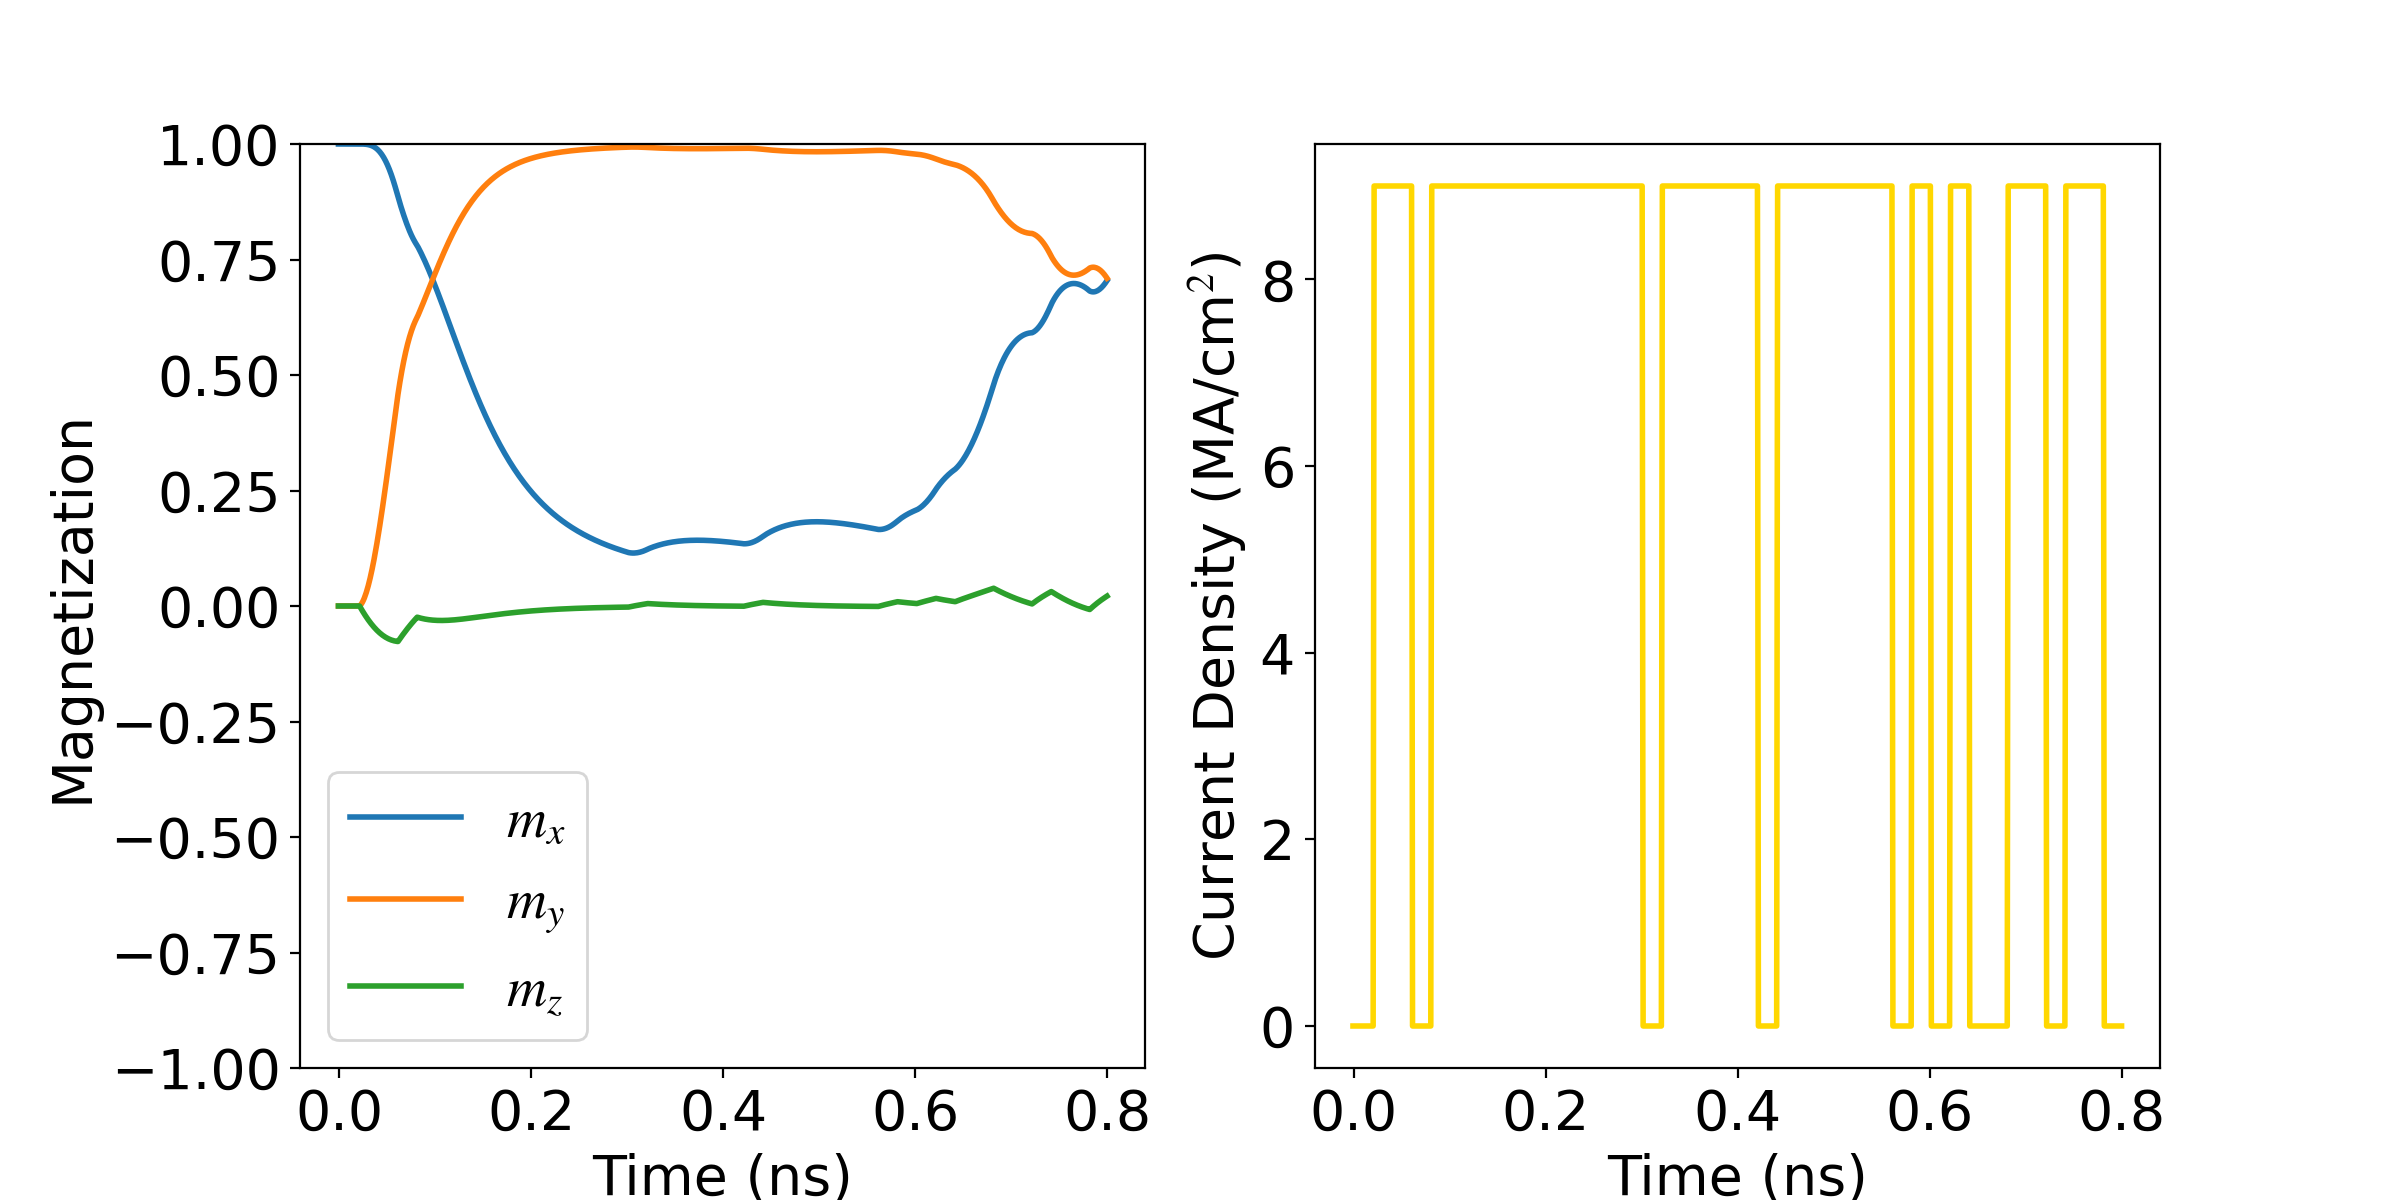 1.00
0.75
0.50
0.25
0.00
−0.25
−0.50
−0.75
−1.00
Magnetization
m_x
m_y
m_z
0.0 0.2 0.4 0.6 0.8
Time (ns)
8
6
4
2
0
Current Density (MA/cm²)
0.0 0.2 0.4 0.6 0.8
Time (ns)